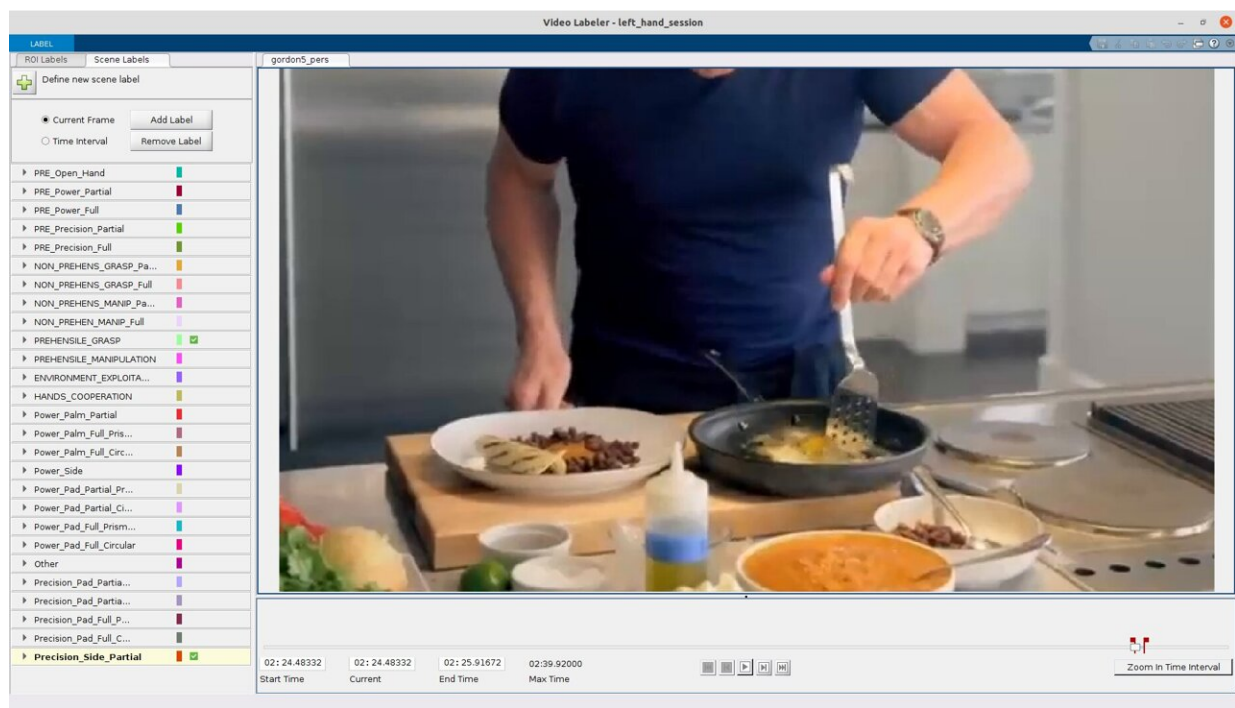 Video Labeler - left_hand_session
LABEL
ROI Labels Scene Labels
gordon5_pers
Define new scene label
Current Frame Add Label
Time Interval Remove Label
PRE_Open_Hand
PRE_Power_Partial
PRE_Power_Full
PRE_Precision_Partial
PRE_Precision_Full
NON_PREHENS_GRASP_Pa...
NON_PREHENS_GRASP_Full
NON_PREHENS_MANIP_Pa...
NON_PREHEN_MANIP_Full
PREHENSILE_GRASP
PREHENSILE_MANIPULATION
ENVIRONMENT_EXPLOITA...
HANDS_COOPERATION
Power_Palm_Partial
Power_Palm_Full_Pris...
Power_Palm_Full_Circ...
Power_Side
Power_Pad_Partial_Pr...
Power_Pad_Partial_Ci...
Power_Pad_Full_Prism...
Power_Pad_Full_Circular
Other
Precision_Pad_Partia...
Precision_Pad_Partia...
Precision_Pad_Full_P...
Precision_Pad_Full_C...
Precision_Side_Partial
02: 24.48332 02: 24.48332 02: 25.91672 02:39.92000
Start Time Current End Time Max Time
Zoom In Time Interval